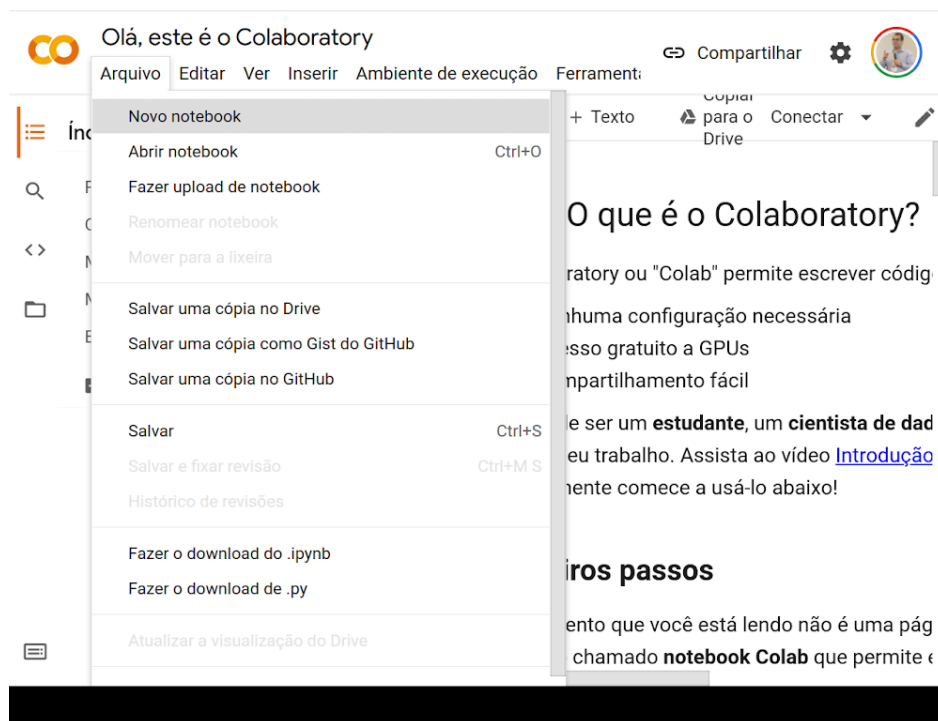 Olá, este é o Colaboratory
Compartilhar
Arquivo Editar Ver Inserir Ambiente de execução Ferramenta
Novo notebook
Abrir notebook Ctrl+O
Fazer upload de notebook
Renomear notebook
Mover para a lixeira
Salvar uma cópia no Drive
Salvar uma cópia como Gist do GitHub
Salvar uma cópia no GitHub
Salvar Ctrl+S
Salvar e fixar revisão Ctrl+M S
Histórico de revisões
Fazer o download do .ipynb
Fazer o download de .py
Atualizar a visualização do Drive
+ Texto
Copiar
para o
Drive
Conectar
O que é o Colaboratory?
ratory ou "Colab" permite escrever códig
nhuma configuração necessária
esso gratuito a GPUs
mpartilhamento fácil
le ser um estudante, um cientista de dad
eu trabalho. Assista ao vídeo Introdução
mente comece a usá-lo abaixo!
iros passos
ento que você está lendo não é uma pág
chamado notebook Colab que permite e